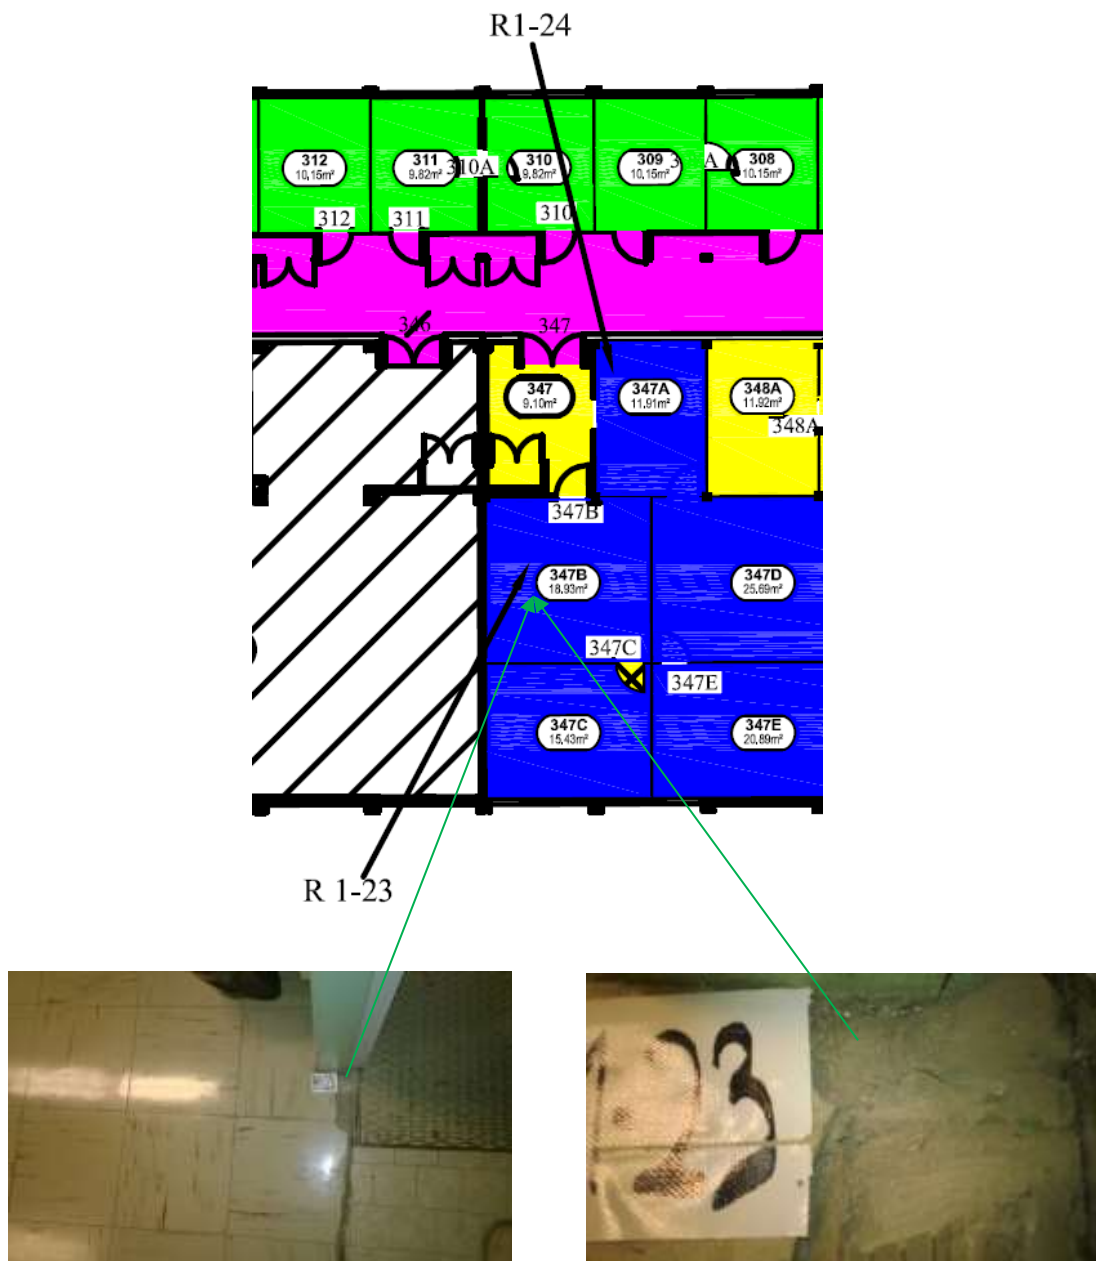 R1-24
312
10,15m²
311
9.82m²
310A
310
9.82m²
309
10.15m²
308
10.15m²
312
311
310
346
347
347
9.10m²
347A
11.91m²
348A
11.92m²
348A
347B
347B
18.93m²
347D
25.69m²
347C
347E
347C
15.43m²
347E
20.89m²
R 1-23
23